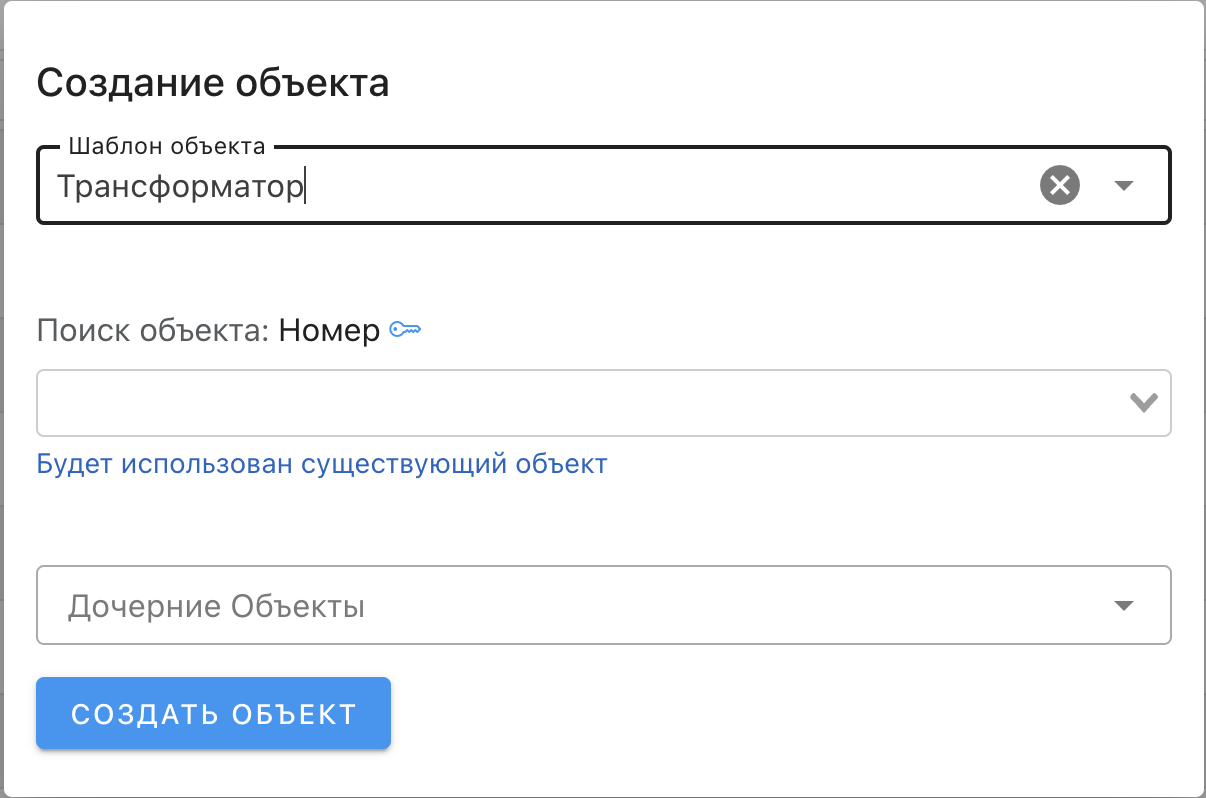 Создание объекта
Шаблон объекта
Трансформатор
Поиск объекта: Номер
Будет использован существующий объект
Дочерние Объекты
СОЗДАТЬ ОБЪЕКТ